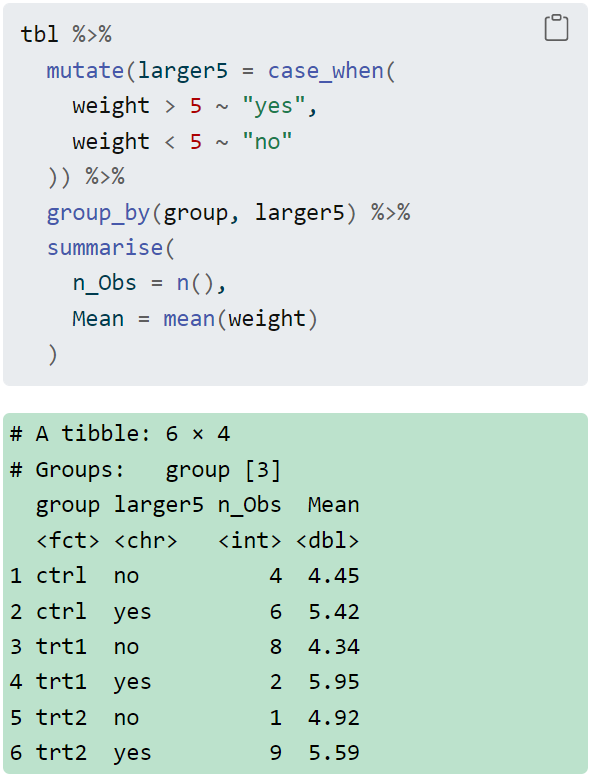 tbl %>%
  mutate(larger5 = case_when(
    weight > 5 ~ "yes",
    weight < 5 ~ "no"
  )) %>%
  group_by(group, larger5) %>%
  summarise(
    n_Obs = n(),
    Mean = mean(weight)
  )
# A tibble: 6 × 4
# Groups:   group [3]
  group larger5 n_Obs  Mean
  <fct> <chr>   <int> <dbl>
1 ctrl  no          4  4.45
2 ctrl  yes         6  5.42
3 trt1  no          8  4.34
4 trt1  yes         2  5.95
5 trt2  no          1  4.92
6 trt2  yes         9  5.59